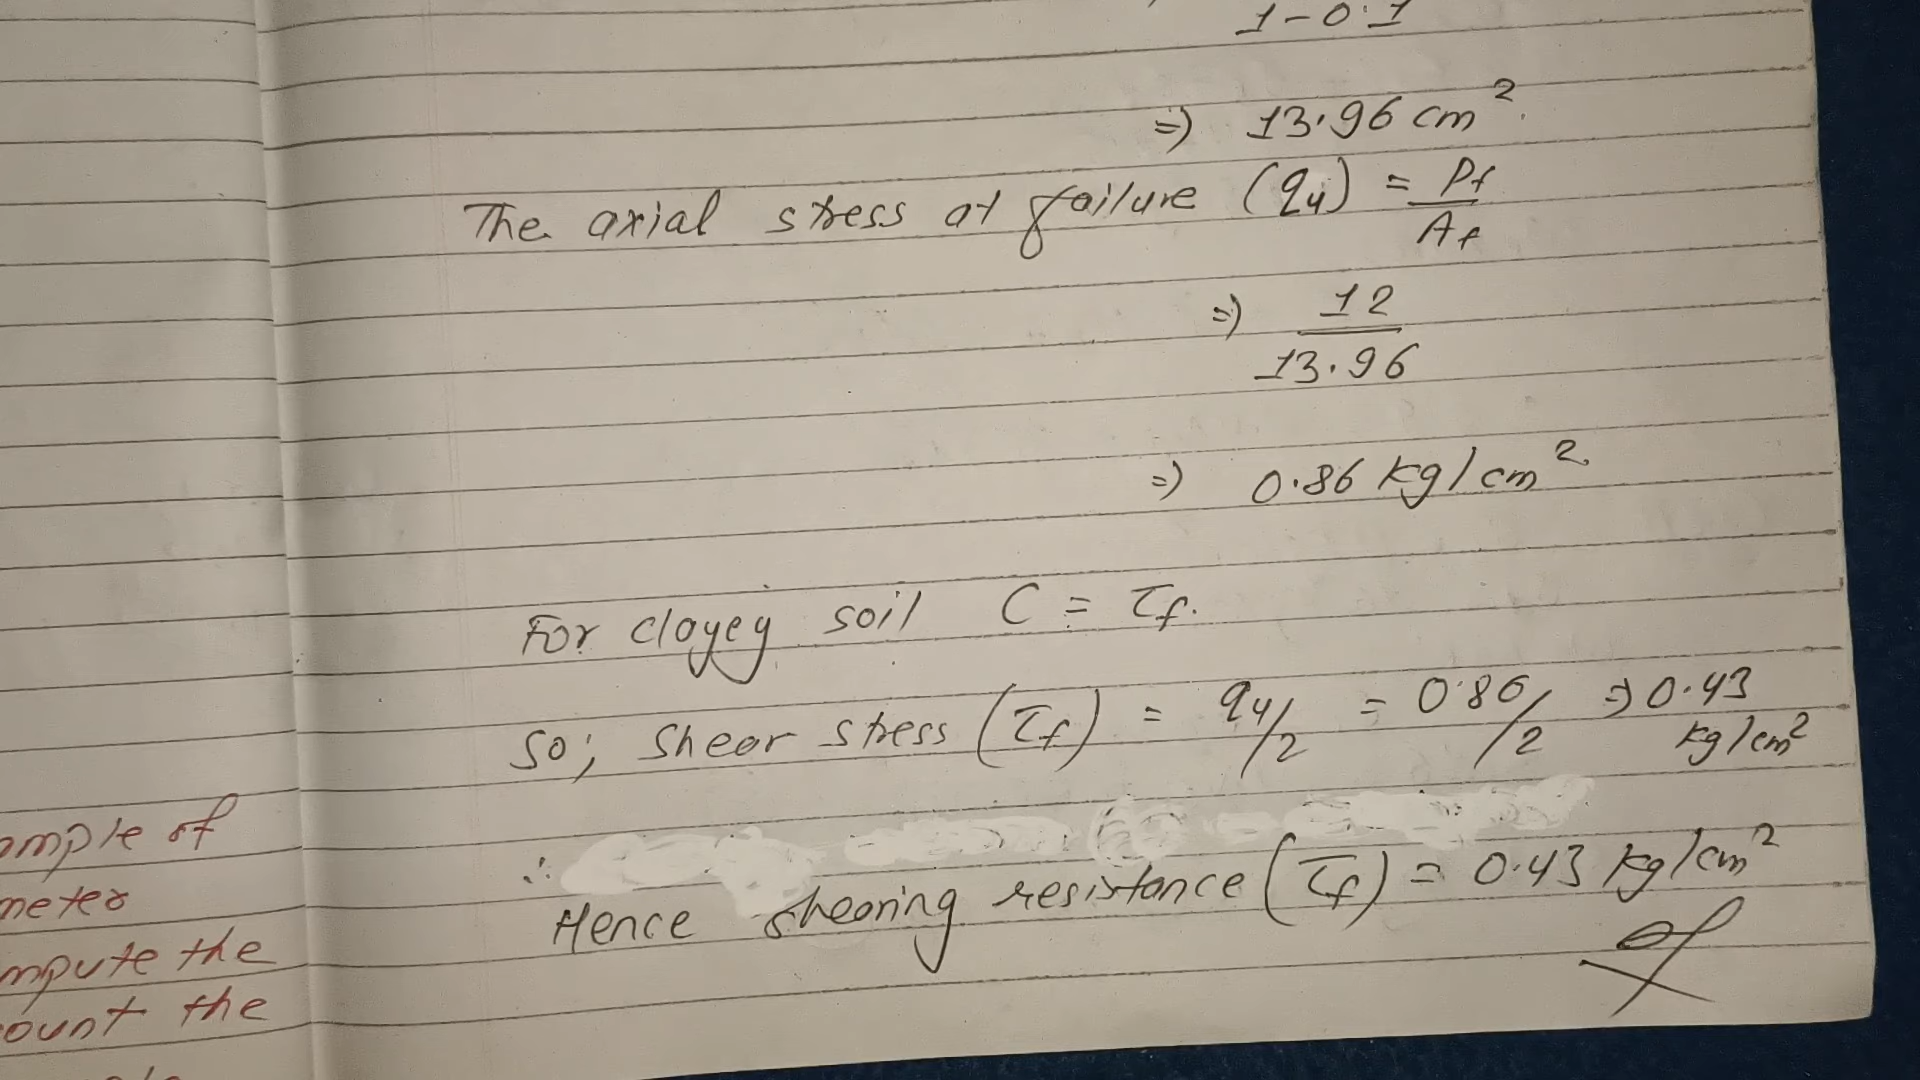 1-0.1
=) 13.96 cm².
The axial stress at failure (qu) = Pf/Af
=) 12/13.96
=) 0.86 kg/cm²
For clayey soil C = τf.
So; Shear stress (τf) = qu/2 = 0.86/2 => 0.43 kg/cm²
∴
Hence shearing resistance (τf) = 0.43 kg/cm²
ample of
meter
mpute the
ount the